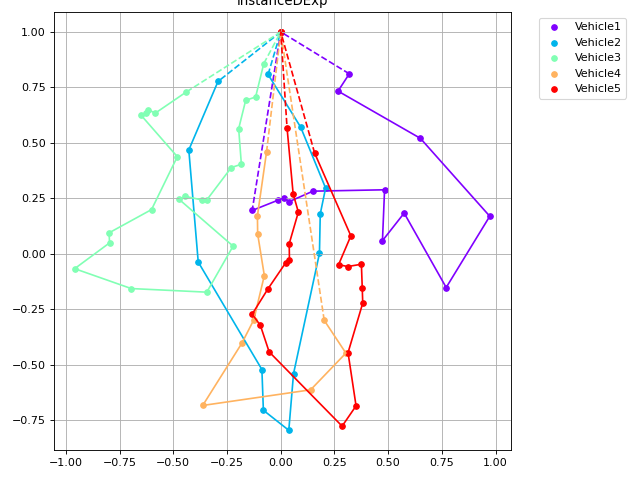 InstanceDExp
Vehicle1
Vehicle2
Vehicle3
Vehicle4
Vehicle5
1.00
0.75
0.50
0.25
0.00
−0.25
−0.50
−0.75
−1.00 −0.75 −0.50 −0.25 0.00 0.25 0.50 0.75 1.00